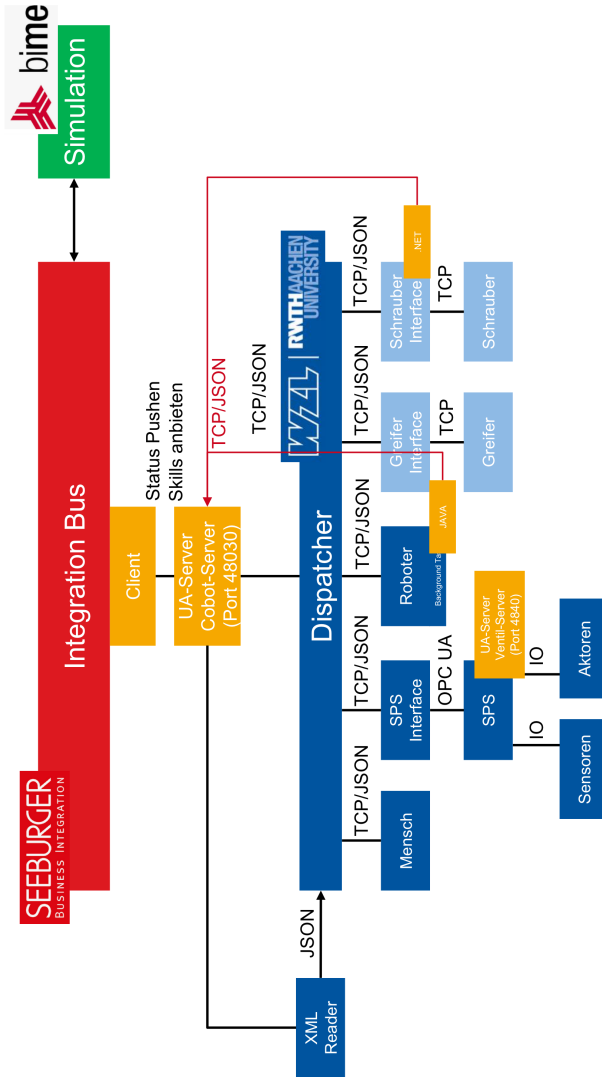 SEEBURGER
BUSINESS INTEGRATION
Integration Bus
bime
Simulation
Client
Status Pushen
Skills anbieten
UA-Server
Cobot-Server
(Port 48030)
TCP/JSON
TCP/JSON
XML
Reader
JSON
Dispatcher
WZL
RWTHAACHEN
UNIVERSITY
TCP/JSON
TCP/JSON
TCP/JSON
TCP/JSON
TCP/JSON
Mensch
SPS
Interface
Roboter
Background Ta
JAVA
Greifer
Interface
Schrauber
Interface
.NET
OPC UA
TCP
TCP
SPS
UA-Server
Ventil-Server
(Port 4840)
Greifer
Schrauber
IO
IO
Sensoren
Aktoren